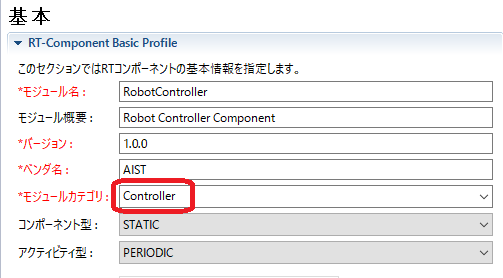 基本
RT-Component Basic Profile
このセクションではRTコンポーネントの基本情報を指定します。
*モジュール名： RobotController
モジュール概要： Robot Controller Component
*バージョン： 1.0.0
*ベンダ名： AIST
*モジュールカテゴリ： Controller
コンポーネント型： STATIC
アクティビティ型： PERIODIC